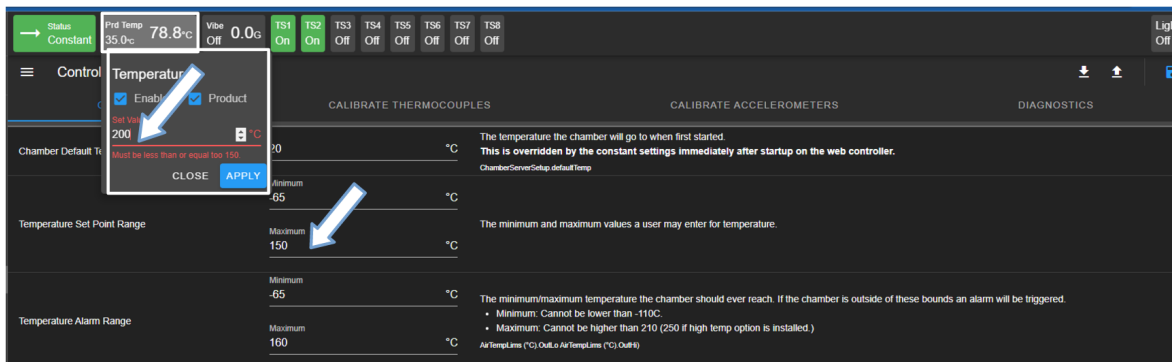 Status
Constant
Prd Temp
35.0°C 78.8°C
Vibe
Off 0.0G
TS1
On
TS2
On
TS3
Off
TS4
Off
TS5
Off
TS6
Off
TS7
Off
TS8
Off
Off
Control
Temperatur
Enabl
Product
Set Val
200 °C
Must be less than or equal too 150.
CLOSE APPLY
CALIBRATE THERMOCOUPLES
CALIBRATE ACCELEROMETERS
DIAGNOSTICS
Chamber Default Te
20 °C
The temperature the chamber will go to when first started.
This is overridden by the constant settings immediately after startup on the web controller.
ChamberServerSetup.defaultTemp
Temperature Set Point Range
Minimum
-65 °C
Maximum
150 °C
The minimum and maximum values a user may enter for temperature.
Temperature Alarm Range
Minimum
-65 °C
Maximum
160 °C
The minimum/maximum temperature the chamber should ever reach. If the chamber is outside of these bounds an alarm will be triggered.
• Minimum: Cannot be lower than -110C.
• Maximum: Cannot be higher than 210 (250 if high temp option is installed.)
AirTempLims (°C).OutLo AirTempLims (°C).OutHi)